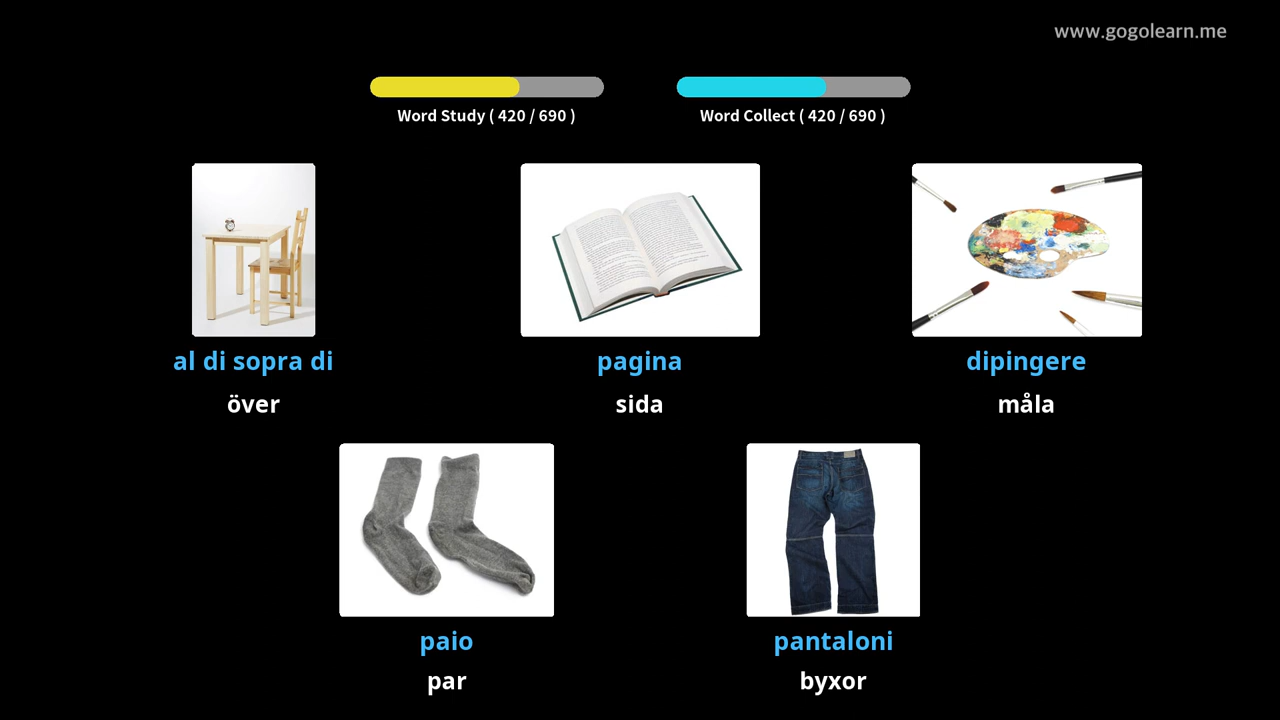 www.gogolearn.me
Word Study ( 420 / 690 )
Word Collect ( 420 / 690 )
al di sopra di
över
pagina
sida
dipingere
måla
paio
par
pantaloni
byxor